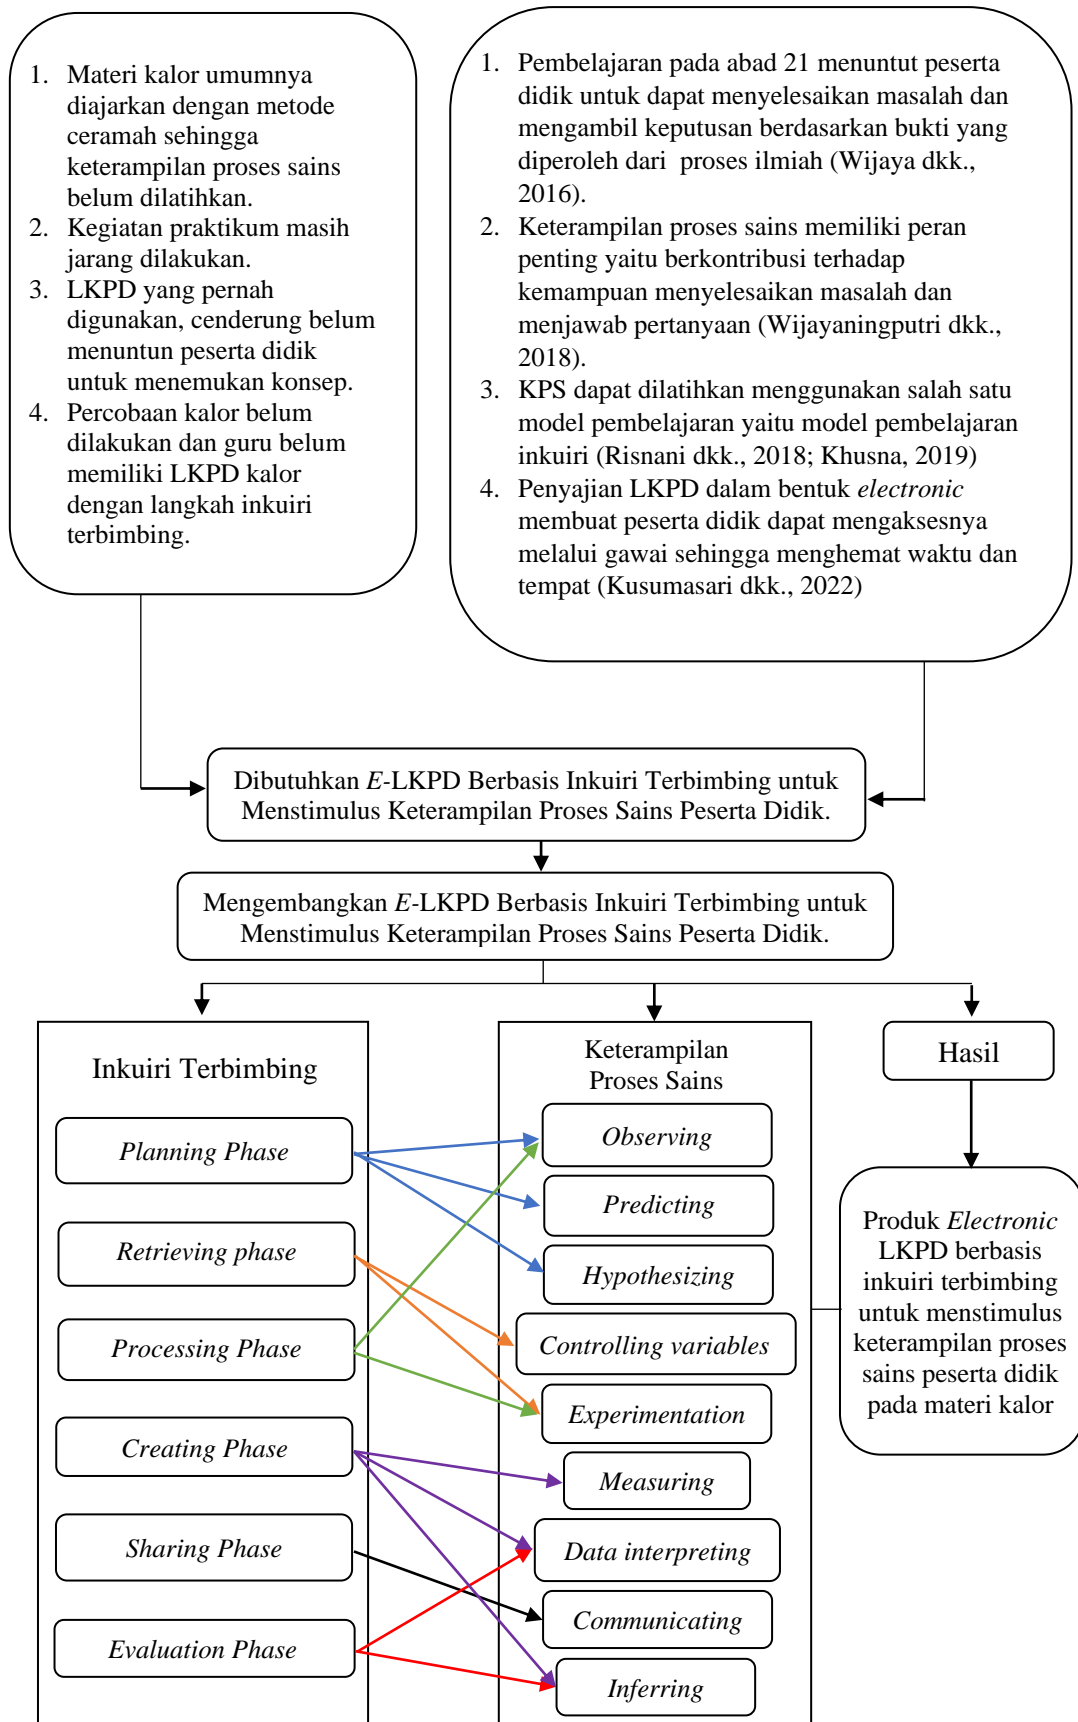 1. Materi kalor umumnya
diajarkan dengan metode
ceramah sehingga
keterampilan proses sains
belum dilatihkan.
2. Kegiatan praktikum masih
jarang dilakukan.
3. LKPD yang pernah
digunakan, cenderung belum
menuntun peserta didik
untuk menemukan konsep.
4. Percobaan kalor belum
dilakukan dan guru belum
memiliki LKPD kalor
dengan langkah inkuiri
terbimbing.
1. Pembelajaran pada abad 21 menuntut peserta
didik untuk dapat menyelesaikan masalah dan
mengambil keputusan berdasarkan bukti yang
diperoleh dari proses ilmiah (Wijaya dkk.,
2016).
2. Keterampilan proses sains memiliki peran
penting yaitu berkontribusi terhadap
kemampuan menyelesaikan masalah dan
menjawab pertanyaan (Wijayaningputri dkk.,
2018).
3. KPS dapat dilatihkan menggunakan salah satu
model pembelajaran yaitu model pembelajaran
inkuiri (Risnani dkk., 2018; Khusna, 2019)
4. Penyajian LKPD dalam bentuk electronic
membuat peserta didik dapat mengaksesnya
melalui gawai sehingga menghemat waktu dan
tempat (Kusumasari dkk., 2022)
Dibutuhkan E-LKPD Berbasis Inkuiri Terbimbing untuk
Menstimulus Keterampilan Proses Sains Peserta Didik.
Mengembangkan E-LKPD Berbasis Inkuiri Terbimbing untuk
Menstimulus Keterampilan Proses Sains Peserta Didik.
Inkuiri Terbimbing
Planning Phase
Retrieving phase
Processing Phase
Creating Phase
Sharing Phase
Evaluation Phase
Keterampilan
Proses Sains
Observing
Predicting
Hypothesizing
Controlling variables
Experimentation
Measuring
Data interpreting
Communicating
Inferring
Hasil
Produk Electronic
LKPD berbasis
inkuiri terbimbing
untuk menstimulus
keterampilan proses
sains peserta didik
pada materi kalor